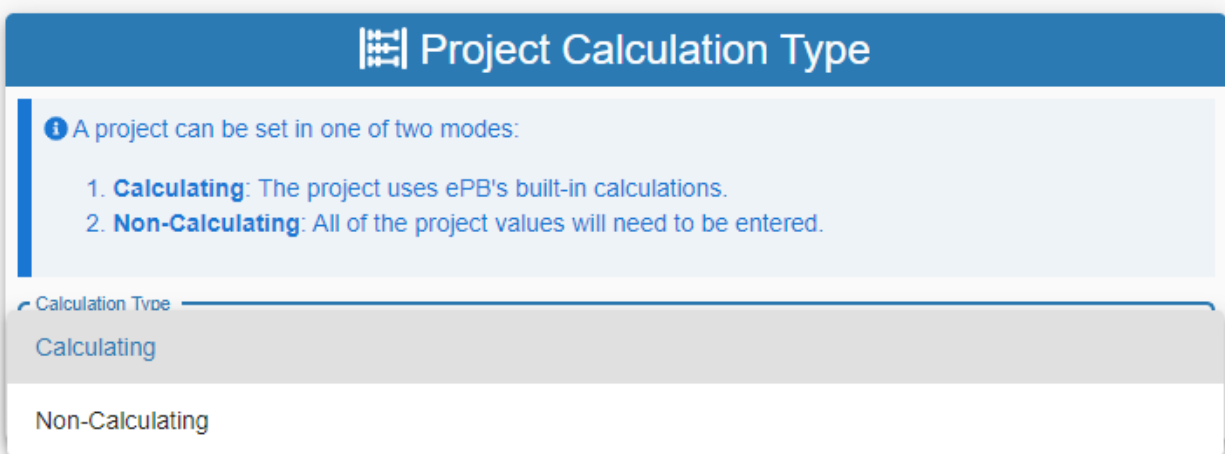 Project Calculation Type
A project can be set in one of two modes:
1. Calculating: The project uses ePB's built-in calculations.
2. Non-Calculating: All of the project values will need to be entered.
Calculation Type
Calculating
Non-Calculating